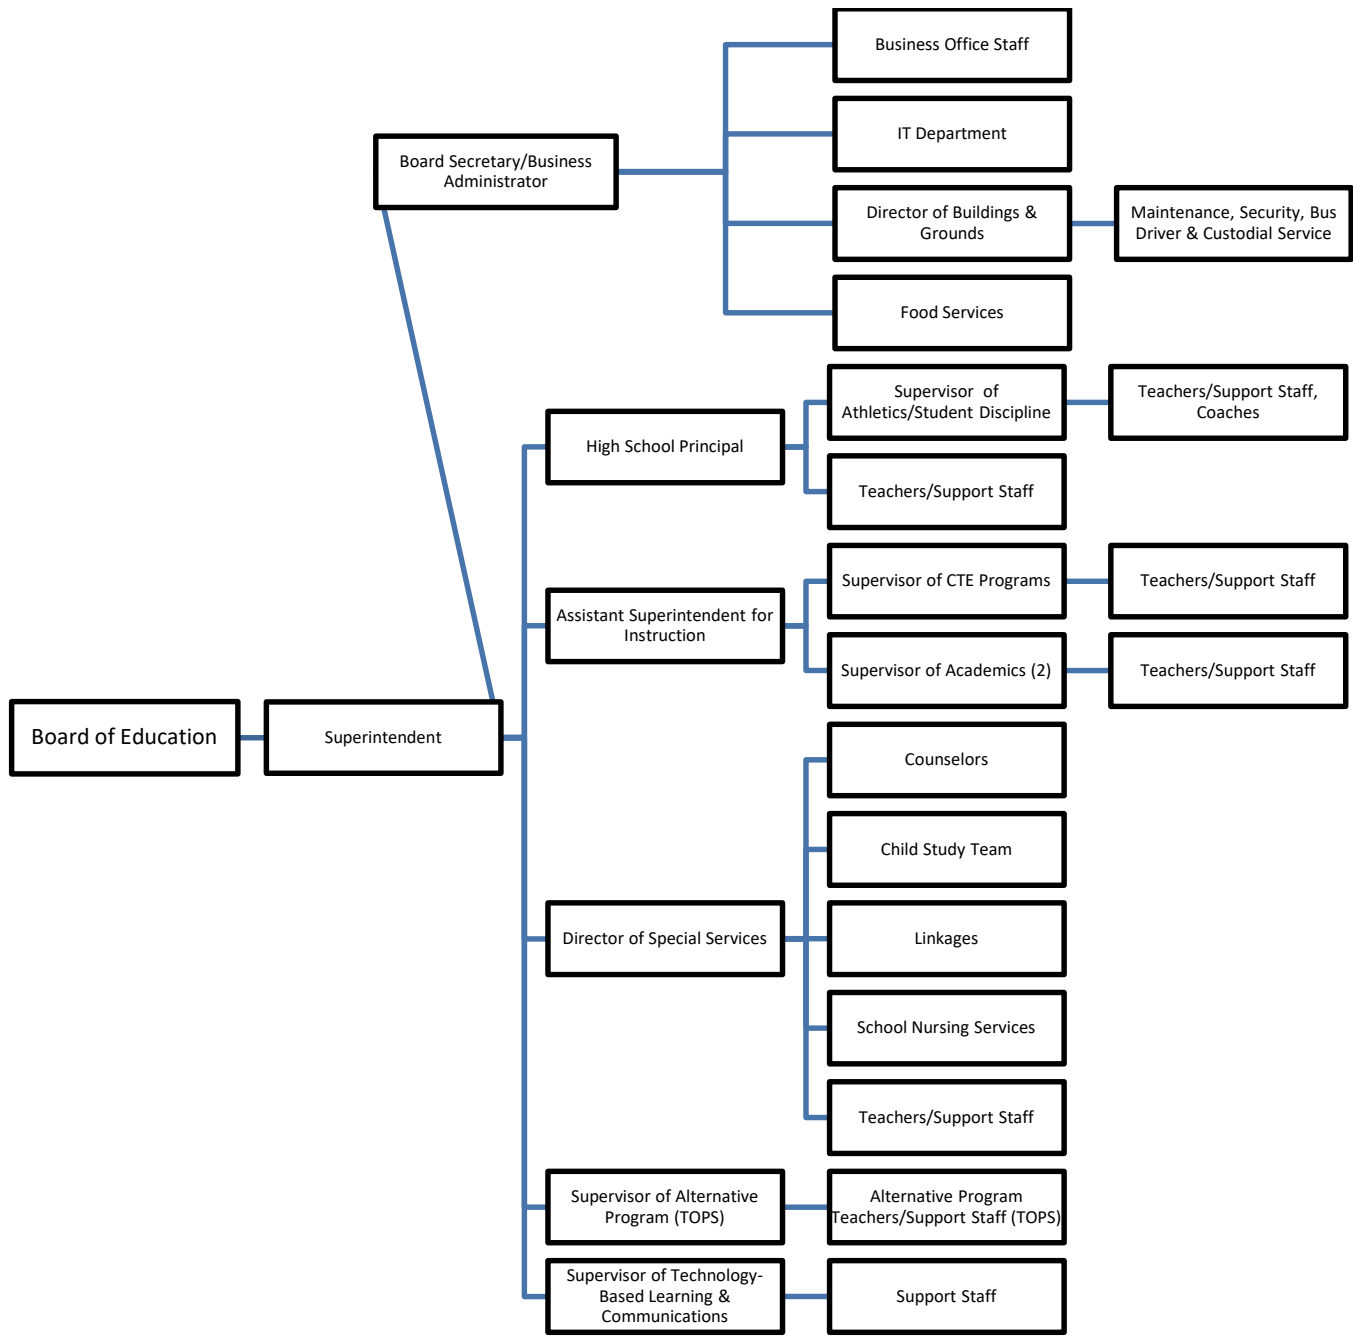 Business Office Staff
IT Department
Board Secretary/Business
Administrator
Director of Buildings &
Grounds
Maintenance, Security, Bus
Driver & Custodial Service
Food Services
Supervisor  of
Athletics/Student Discipline
Teachers/Support Staff,
Coaches
High School Principal
Teachers/Support Staff
Supervisor of CTE Programs
Teachers/Support Staff
Assistant Superintendent for
Instruction
Supervisor of Academics (2)
Teachers/Support Staff
Board of Education
Superintendent
Counselors
Child Study Team
Director of Special Services
Linkages
School Nursing Services
Teachers/Support Staff
Supervisor of Alternative
Program (TOPS)
Alternative Program
Teachers/Support Staff (TOPS)
Supervisor of Technology-
Based Learning &
Communications
Support Staff